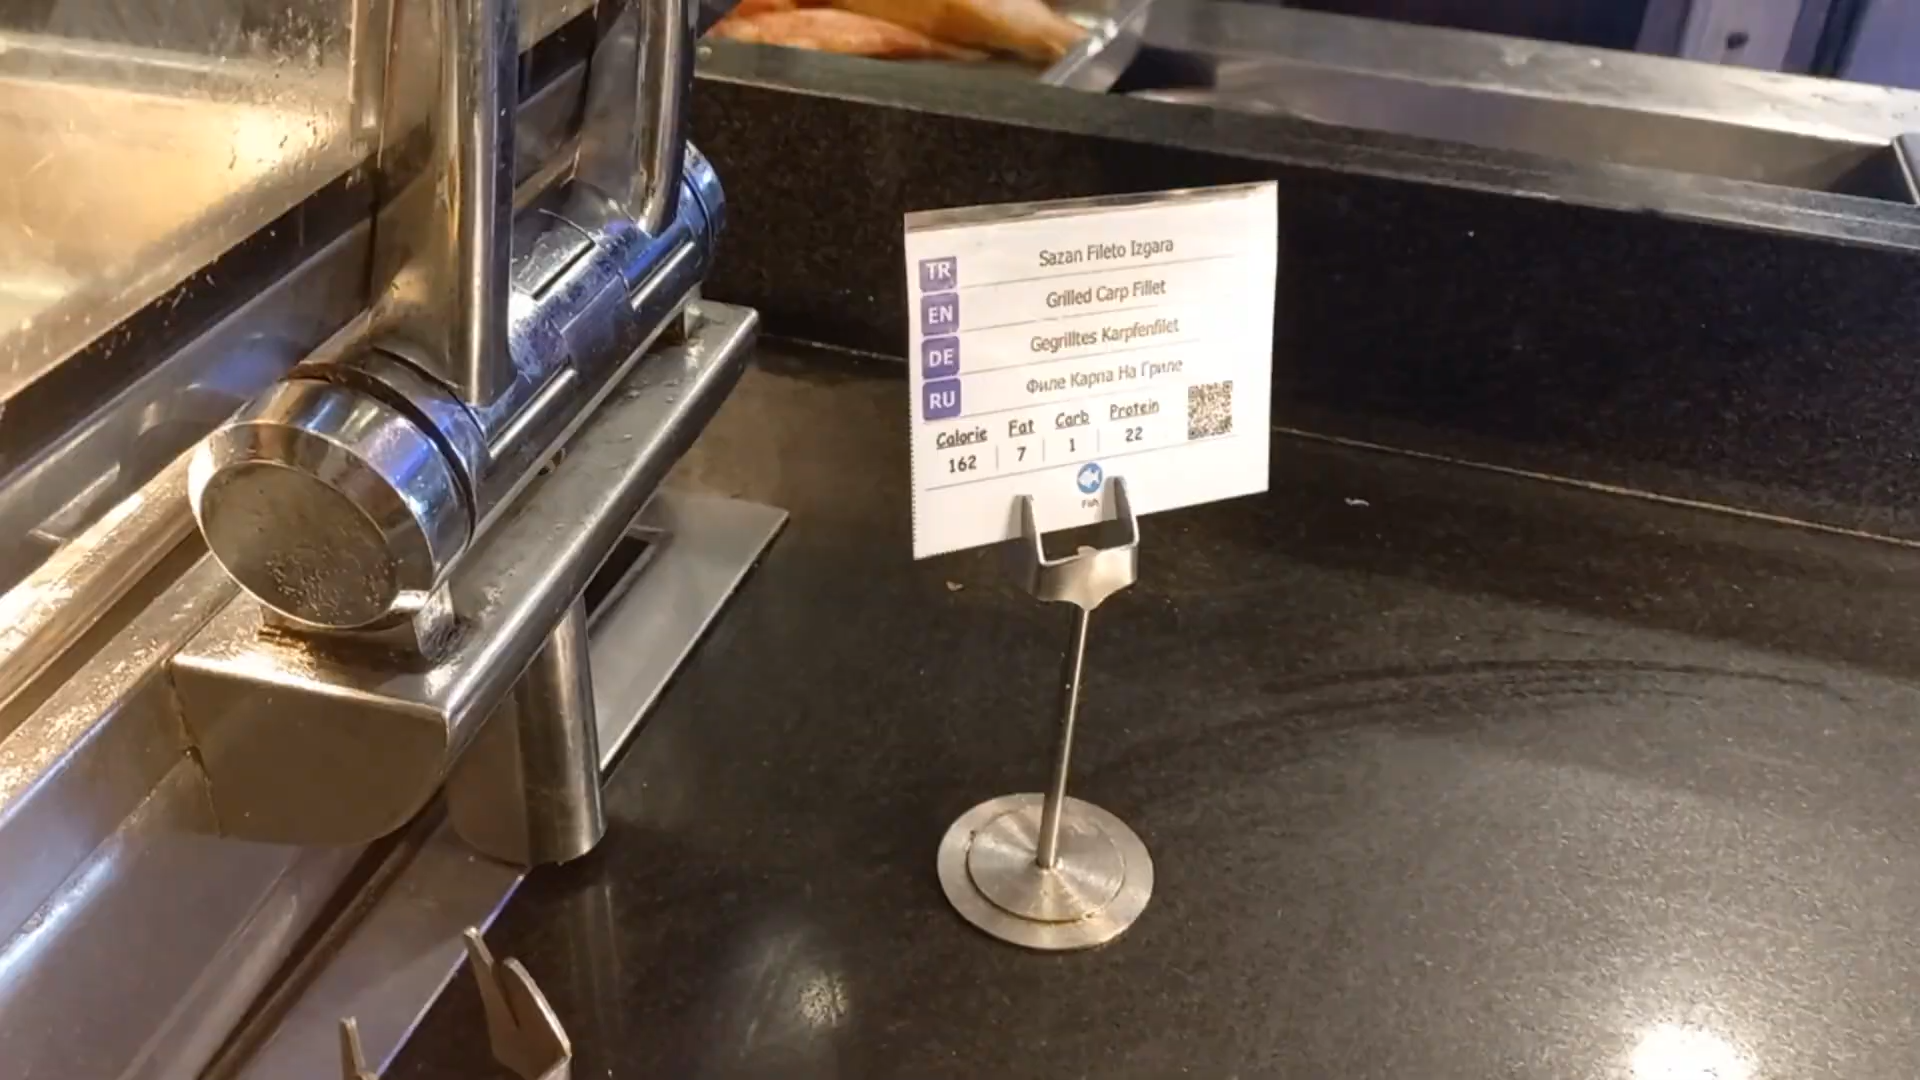 TR Sazan Fileto Izgara
EN Grilled Carp Fillet
DE Gegrilltes Karpfenfilet
RU Филе Карпа На Гриле
Calorie Fat Carb Protein
162 7 1 22
Fish